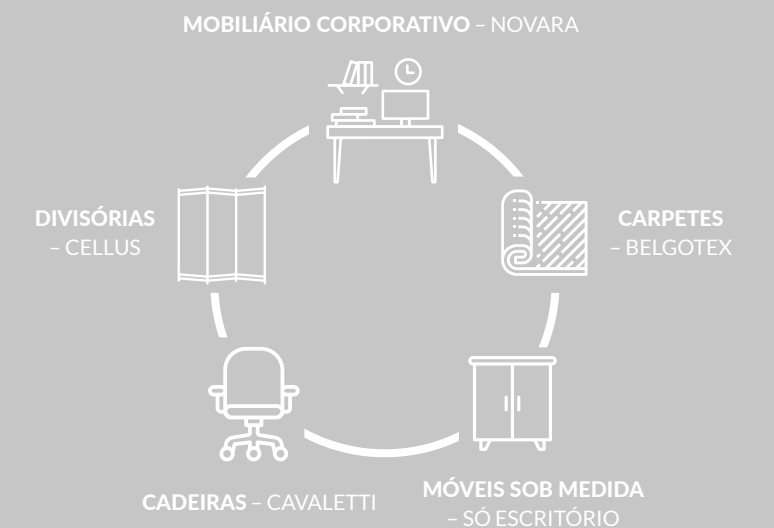 MOBILIÁRIO CORPORATIVO – NOVARA
DIVISÓRIAS
– CELLUS
CARPETES
– BELGOTEX
CADEIRAS – CAVALETTI
MÓVEIS SOB MEDIDA
– SÓ ESCRITÓRIO